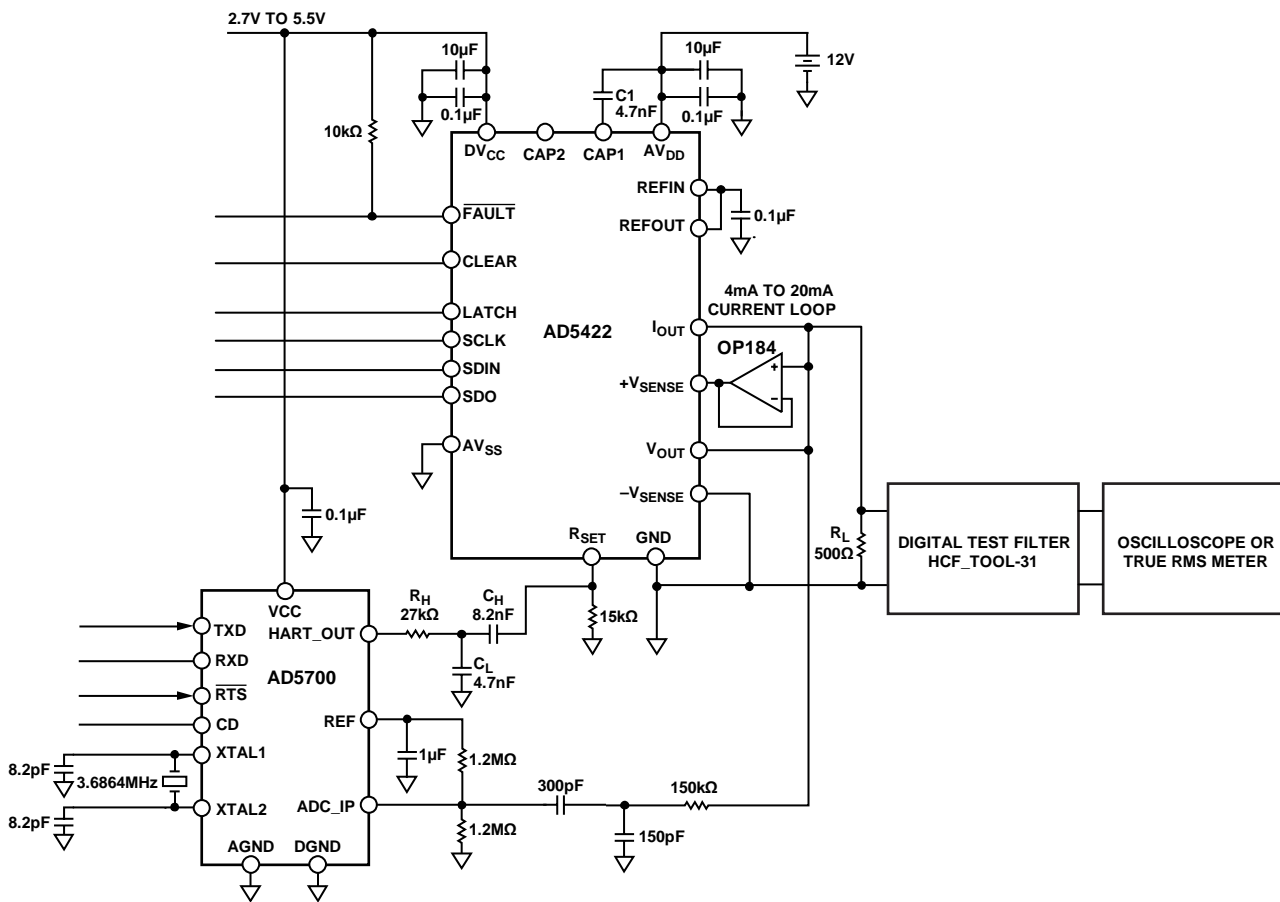 2.7V TO 5.5V
10µF
0.1µF
10kΩ
C1
4.7nF
10µF
0.1µF
12V
DVCC
CAP2
CAP1
AVDD
REFIN
REFOUT
0.1µF
FAULT
CLEAR
LATCH
SCLK
SDIN
SDO
AVSS
AD5422
4mA TO 20mA
CURRENT LOOP
IOUT
OP184
+
–
+VSENSE
VOUT
–VSENSE
RSET
GND
0.1µF
RL
500Ω
DIGITAL TEST FILTER
HCF_TOOL-31
OSCILLOSCOPE OR
TRUE RMS METER
VCC
TXD
RXD
RTS
CD
XTAL1
XTAL2
HART_OUT
AD5700
REF
ADC_IP
AGND
DGND
RH
27kΩ
CH
8.2nF
15kΩ
CL
4.7nF
1µF
1.2MΩ
1.2MΩ
300pF
150kΩ
150pF
8.2pF
3.6864MHz
8.2pF